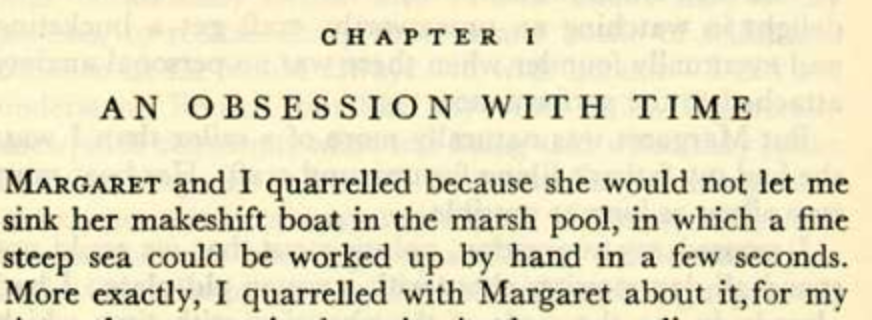 CHAPTER I
AN OBSESSION WITH TIME
MARGARET and I quarrelled because she would not let me
sink her makeshift boat in the marsh pool, in which a fine
steep sea could be worked up by hand in a few seconds.
More exactly, I quarrelled with Margaret about it, for my